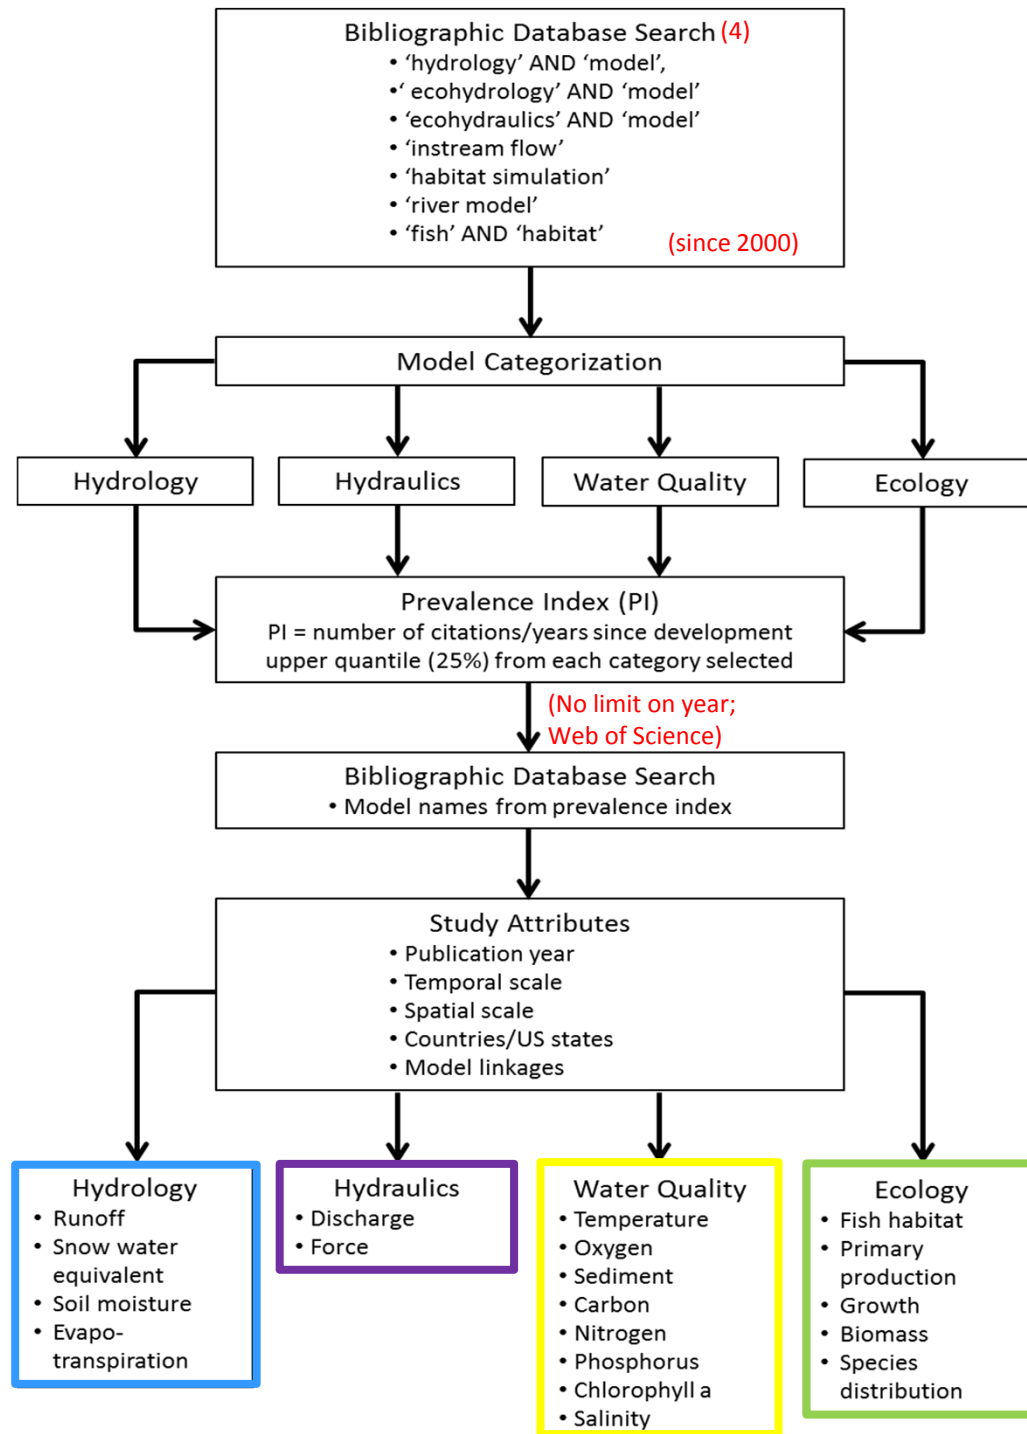 Bibliographic Database Search (4)
• ‘hydrology’ AND ‘model’,
•‘ ecohydrology’ AND ‘model’
• ‘ecohydraulics’ AND ‘model’
• ‘instream flow’
• ‘habitat simulation’
• ‘river model’
• ‘fish’ AND ‘habitat’
(since 2000)
Model Categorization
Hydrology
Hydraulics
Water Quality
Ecology
Prevalence Index (PI)
PI = number of citations/years since development
upper quantile (25%) from each category selected
(No limit on year;
Web of Science)
Bibliographic Database Search
• Model names from prevalence index
Study Attributes
• Publication year
• Temporal scale
• Spatial scale
• Countries/US states
• Model linkages
Hydrology
• Runoff
• Snow water
equivalent
• Soil moisture
• Evapo-
transpiration
Hydraulics
• Discharge
• Force
Water Quality
• Temperature
• Oxygen
• Sediment
• Carbon
• Nitrogen
• Phosphorus
• Chlorophyll a
• Salinity
Ecology
• Fish habitat
• Primary
production
• Growth
• Biomass
• Species
distribution